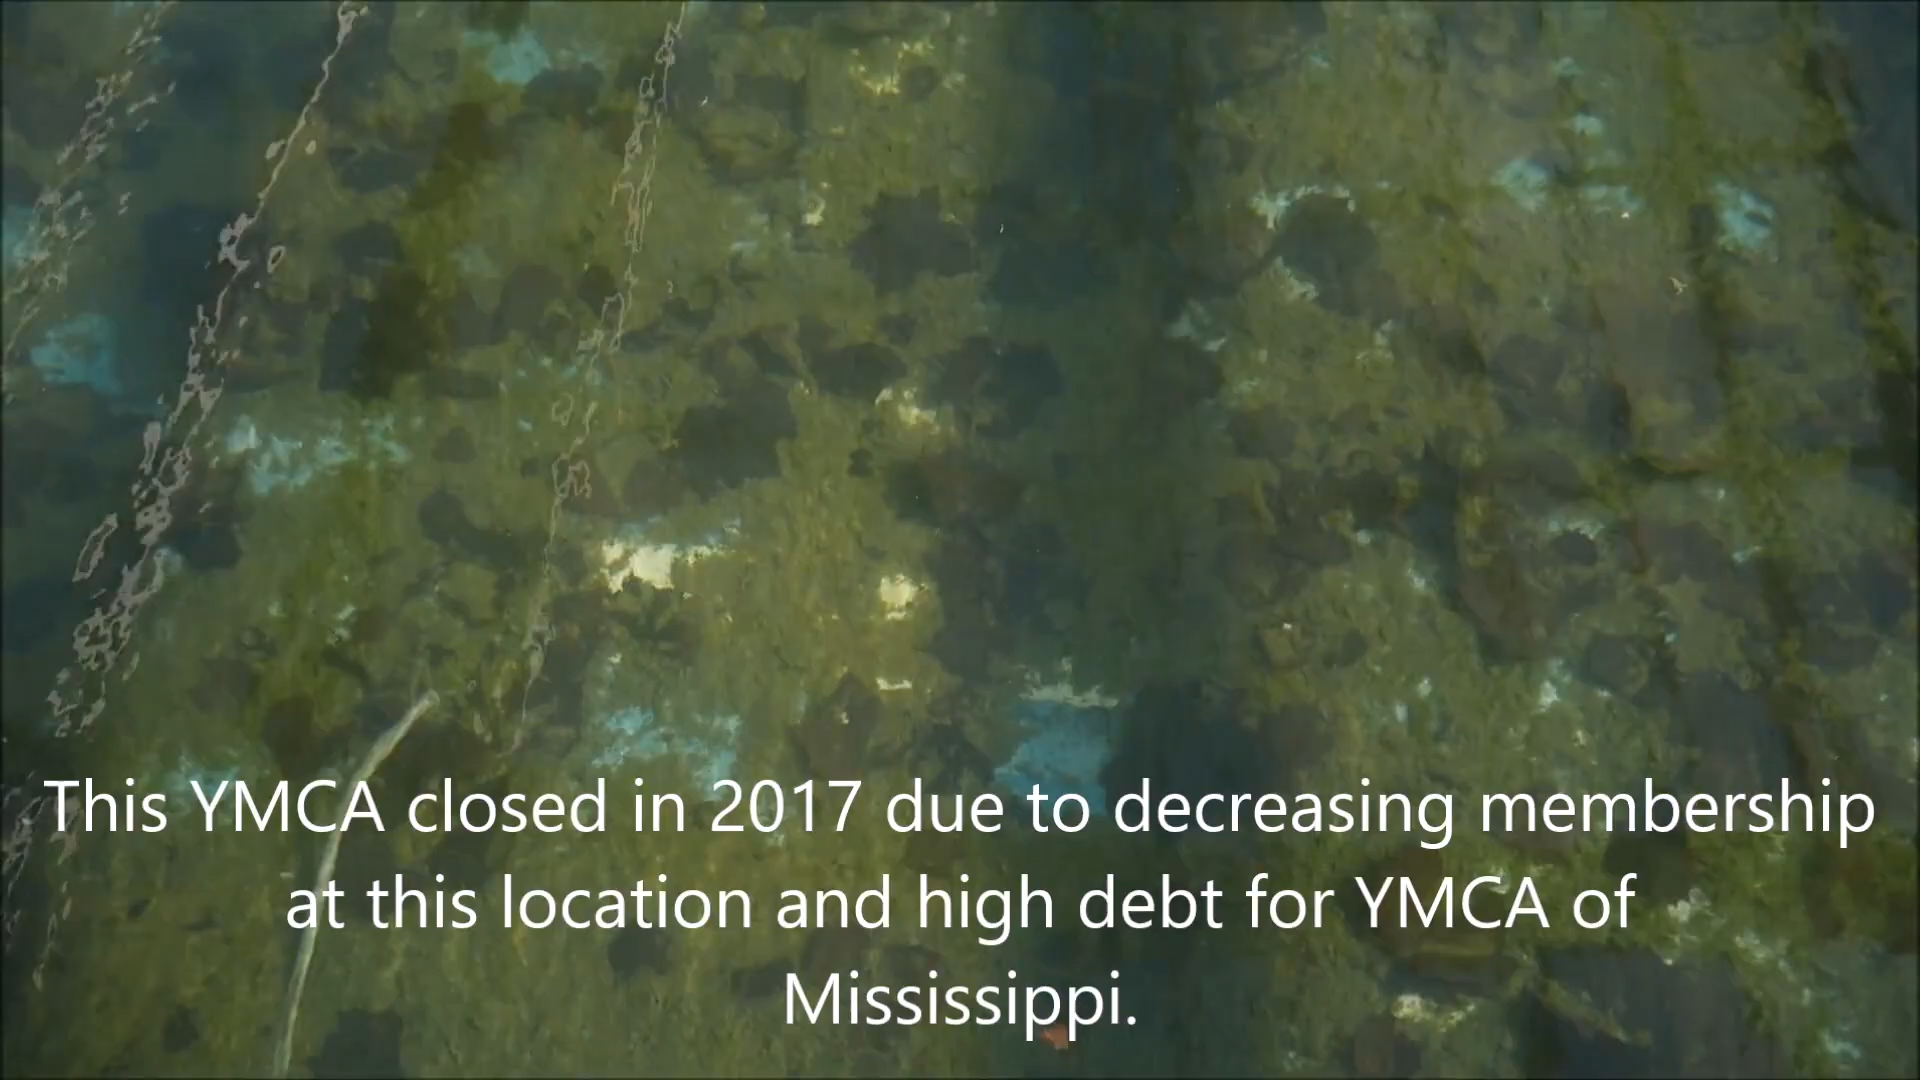 This YMCA closed in 2017 due to decreasing membership
at this location and high debt for YMCA of
Mississippi.